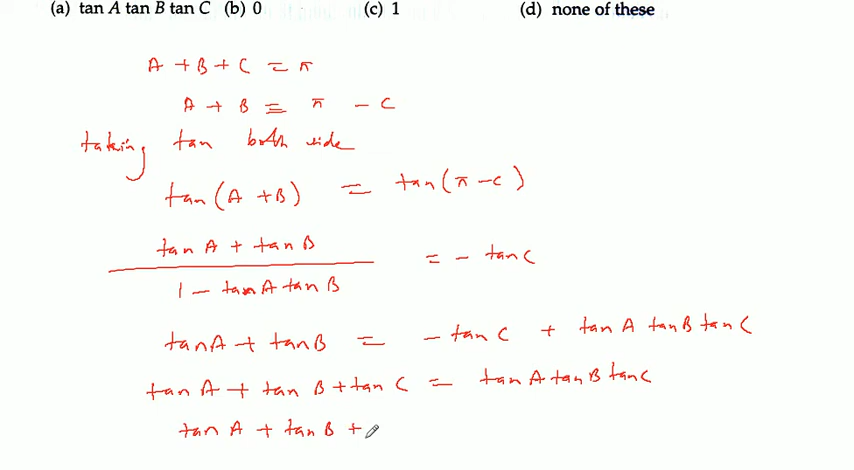 (a) tan A tan B tan C (b) 0 (c) 1 (d) none of these
A + B + C = π
A + B = π - C
taking tan both side
tan(A + B) = tan(π - C)
tan A + tan B
1 - tan A tan B
= - tan C
tan A + tan B = - tan C + tan A tan B tan C
tan A + tan B + tan C = tan A tan B tan C
tan A + tan B +